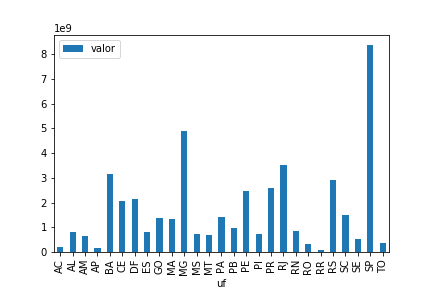 1e9
valor
8
7
6
5
4
3
2
1
0
AC AL AM AP BA CE DF ES GO MA MG MS MT PA PB PE PI PR RJ RN RO RR RS SC SE SP TO
uf